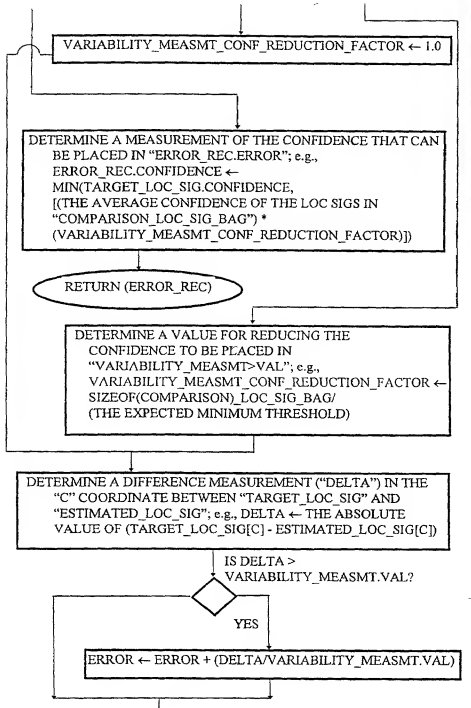 VARIABILITY_MEASMT_CONF_REDUCTION_FACTOR ← 1.0
DETERMINE A MEASUREMENT OF THE CONFIDENCE THAT CAN
BE PLACED IN "ERROR_REC.ERROR"; e.g.,
ERROR_REC.CONFIDENCE ←
MIN(TARGET_LOC_SIG.CONFIDENCE,
[(THE AVERAGE CONFIDENCE OF THE LOC SIGS IN
"COMPARISON_LOC_SIG_BAG") *
(VARIABILITY_MEASMT_CONF_REDUCTION_FACTOR)])
RETURN (ERROR_REC)
DETERMINE A VALUE FOR REDUCING THE
CONFIDENCE TO BE PLACED IN
"VARIABILITY_MEASMT>VAL"; e.g.,
VARIABILITY_MEASMT_CONF_REDUCTION_FACTOR ←
SIZEOF(COMPARISON)_LOC_SIG_BAG/
(THE EXPECTED MINIMUM THRESHOLD)
DETERMINE A DIFFERENCE MEASUREMENT ("DELTA") IN THE
"C" COORDINATE BETWEEN "TARGET_LOC_SIG" AND
"ESTIMATED_LOC_SIG"; e.g., DELTA ← THE ABSOLUTE
VALUE OF (TARGET_LOC_SIG[C] - ESTIMATED_LOC_SIG[C])
IS DELTA >
VARIABILITY_MEASMT.VAL?
YES
ERROR ← ERROR + (DELTA/VARIABILITY_MEASMT.VAL)